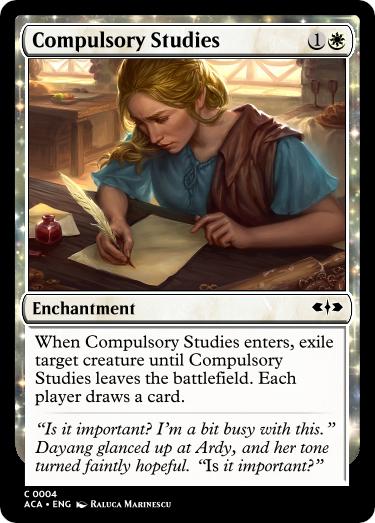 Compulsory Studies 1
Enchantment
When Compulsory Studies enters, exile
target creature until Compulsory
Studies leaves the battlefield. Each
player draws a card.
“Is it important? I'm a bit busy with this.”
Dayang glanced up at Ardy, and her tone
turned faintly hopeful. “Is it important?”
C 0004
ACA • ENG Raluca Marinescu